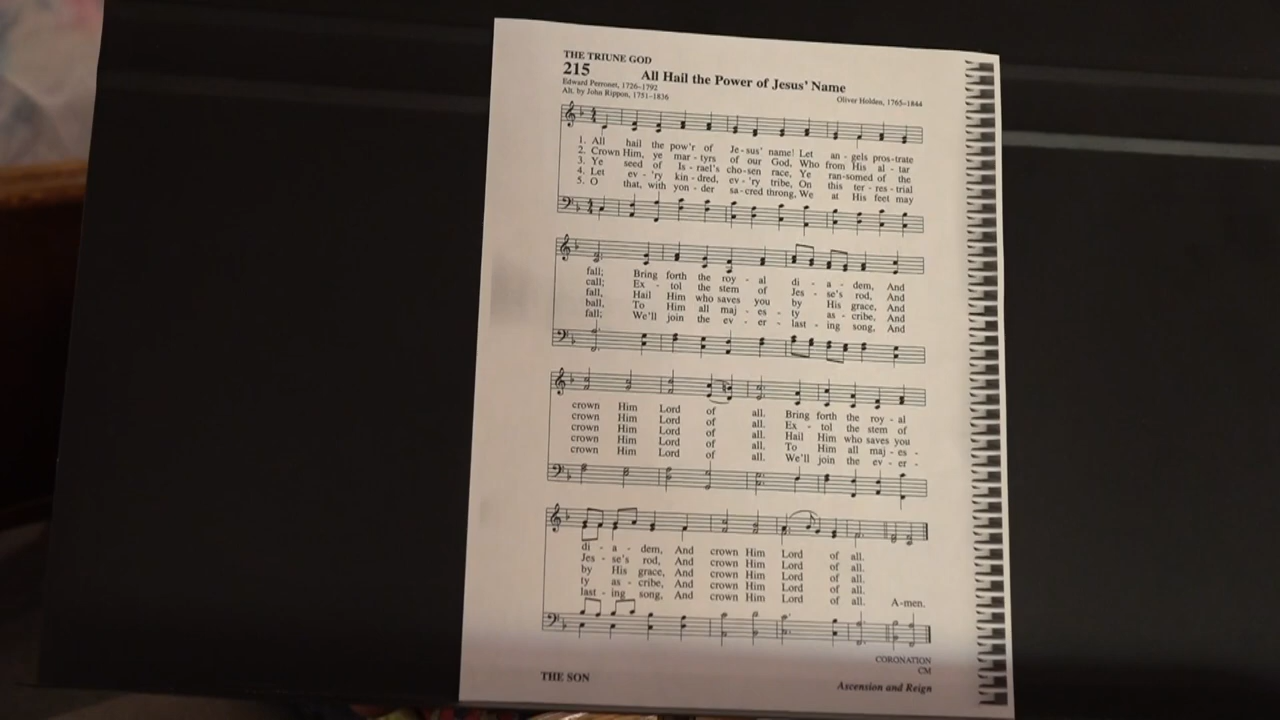 THE TRIUNE GOD
215 All Hail the Power of Jesus' Name
Edward Perronet, 1726–1792
Alt. by John Rippon, 1751–1836
Oliver Holden, 1765–1844
1. All hail the pow'r of Je - sus' name! Let an - gels pros - trate
2. Crown Him, ye mar - tyrs of our God, Who from His al - tar
3. Ye seed of Is - rael's cho - sen race, Ye ran - somed of the
4. Let ev - 'ry kin - dred, ev - 'ry tribe, On this ter - res - trial
5. O that, with yon - der sa - cred throng, We at His feet may
fall; Bring forth the roy - al di - a - dem, And
call; Ex - tol the stem of Jes - se's rod, And
fall, Hail Him who saves you by His grace, And
ball, To Him all maj - es - ty as - cribe, And
fall; We'll join the ev - er - last - ing song, And
crown Him Lord of all. Bring forth the roy - al
crown Him Lord of all. Ex - tol the stem of
crown Him Lord of all. Hail Him who saves you
crown Him Lord of all. To Him all maj - es -
crown Him Lord of all. We'll join the ev - er -
di - a - dem, And crown Him Lord of all.
Jes - se's rod, And crown Him Lord of all.
by His grace, And crown Him Lord of all.
ty as - cribe, And crown Him Lord of all.
last - ing song, And crown Him Lord of all. A-men.
CORONATION
CM
THE SON
Ascension and Reign